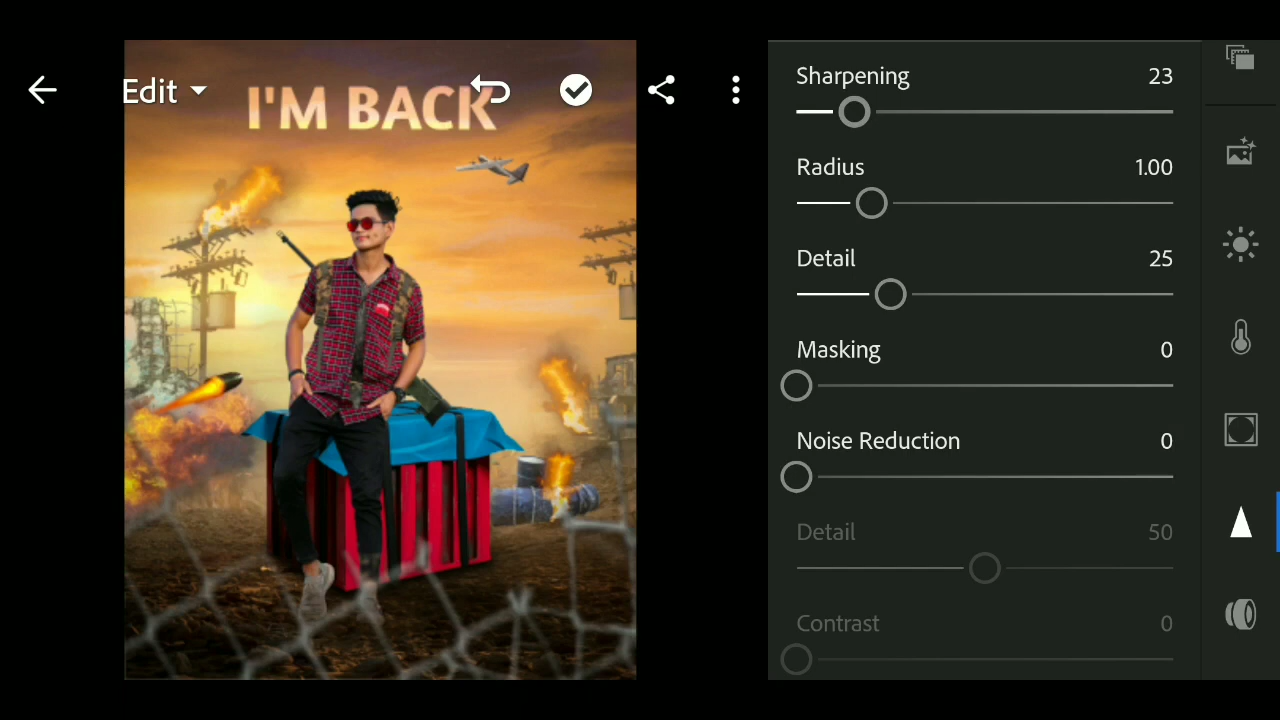 Edit
I'M BACK
Sharpening 23
Radius 1.00
Detail 25
Masking 0
Noise Reduction 0
Detail 50
Contrast 0